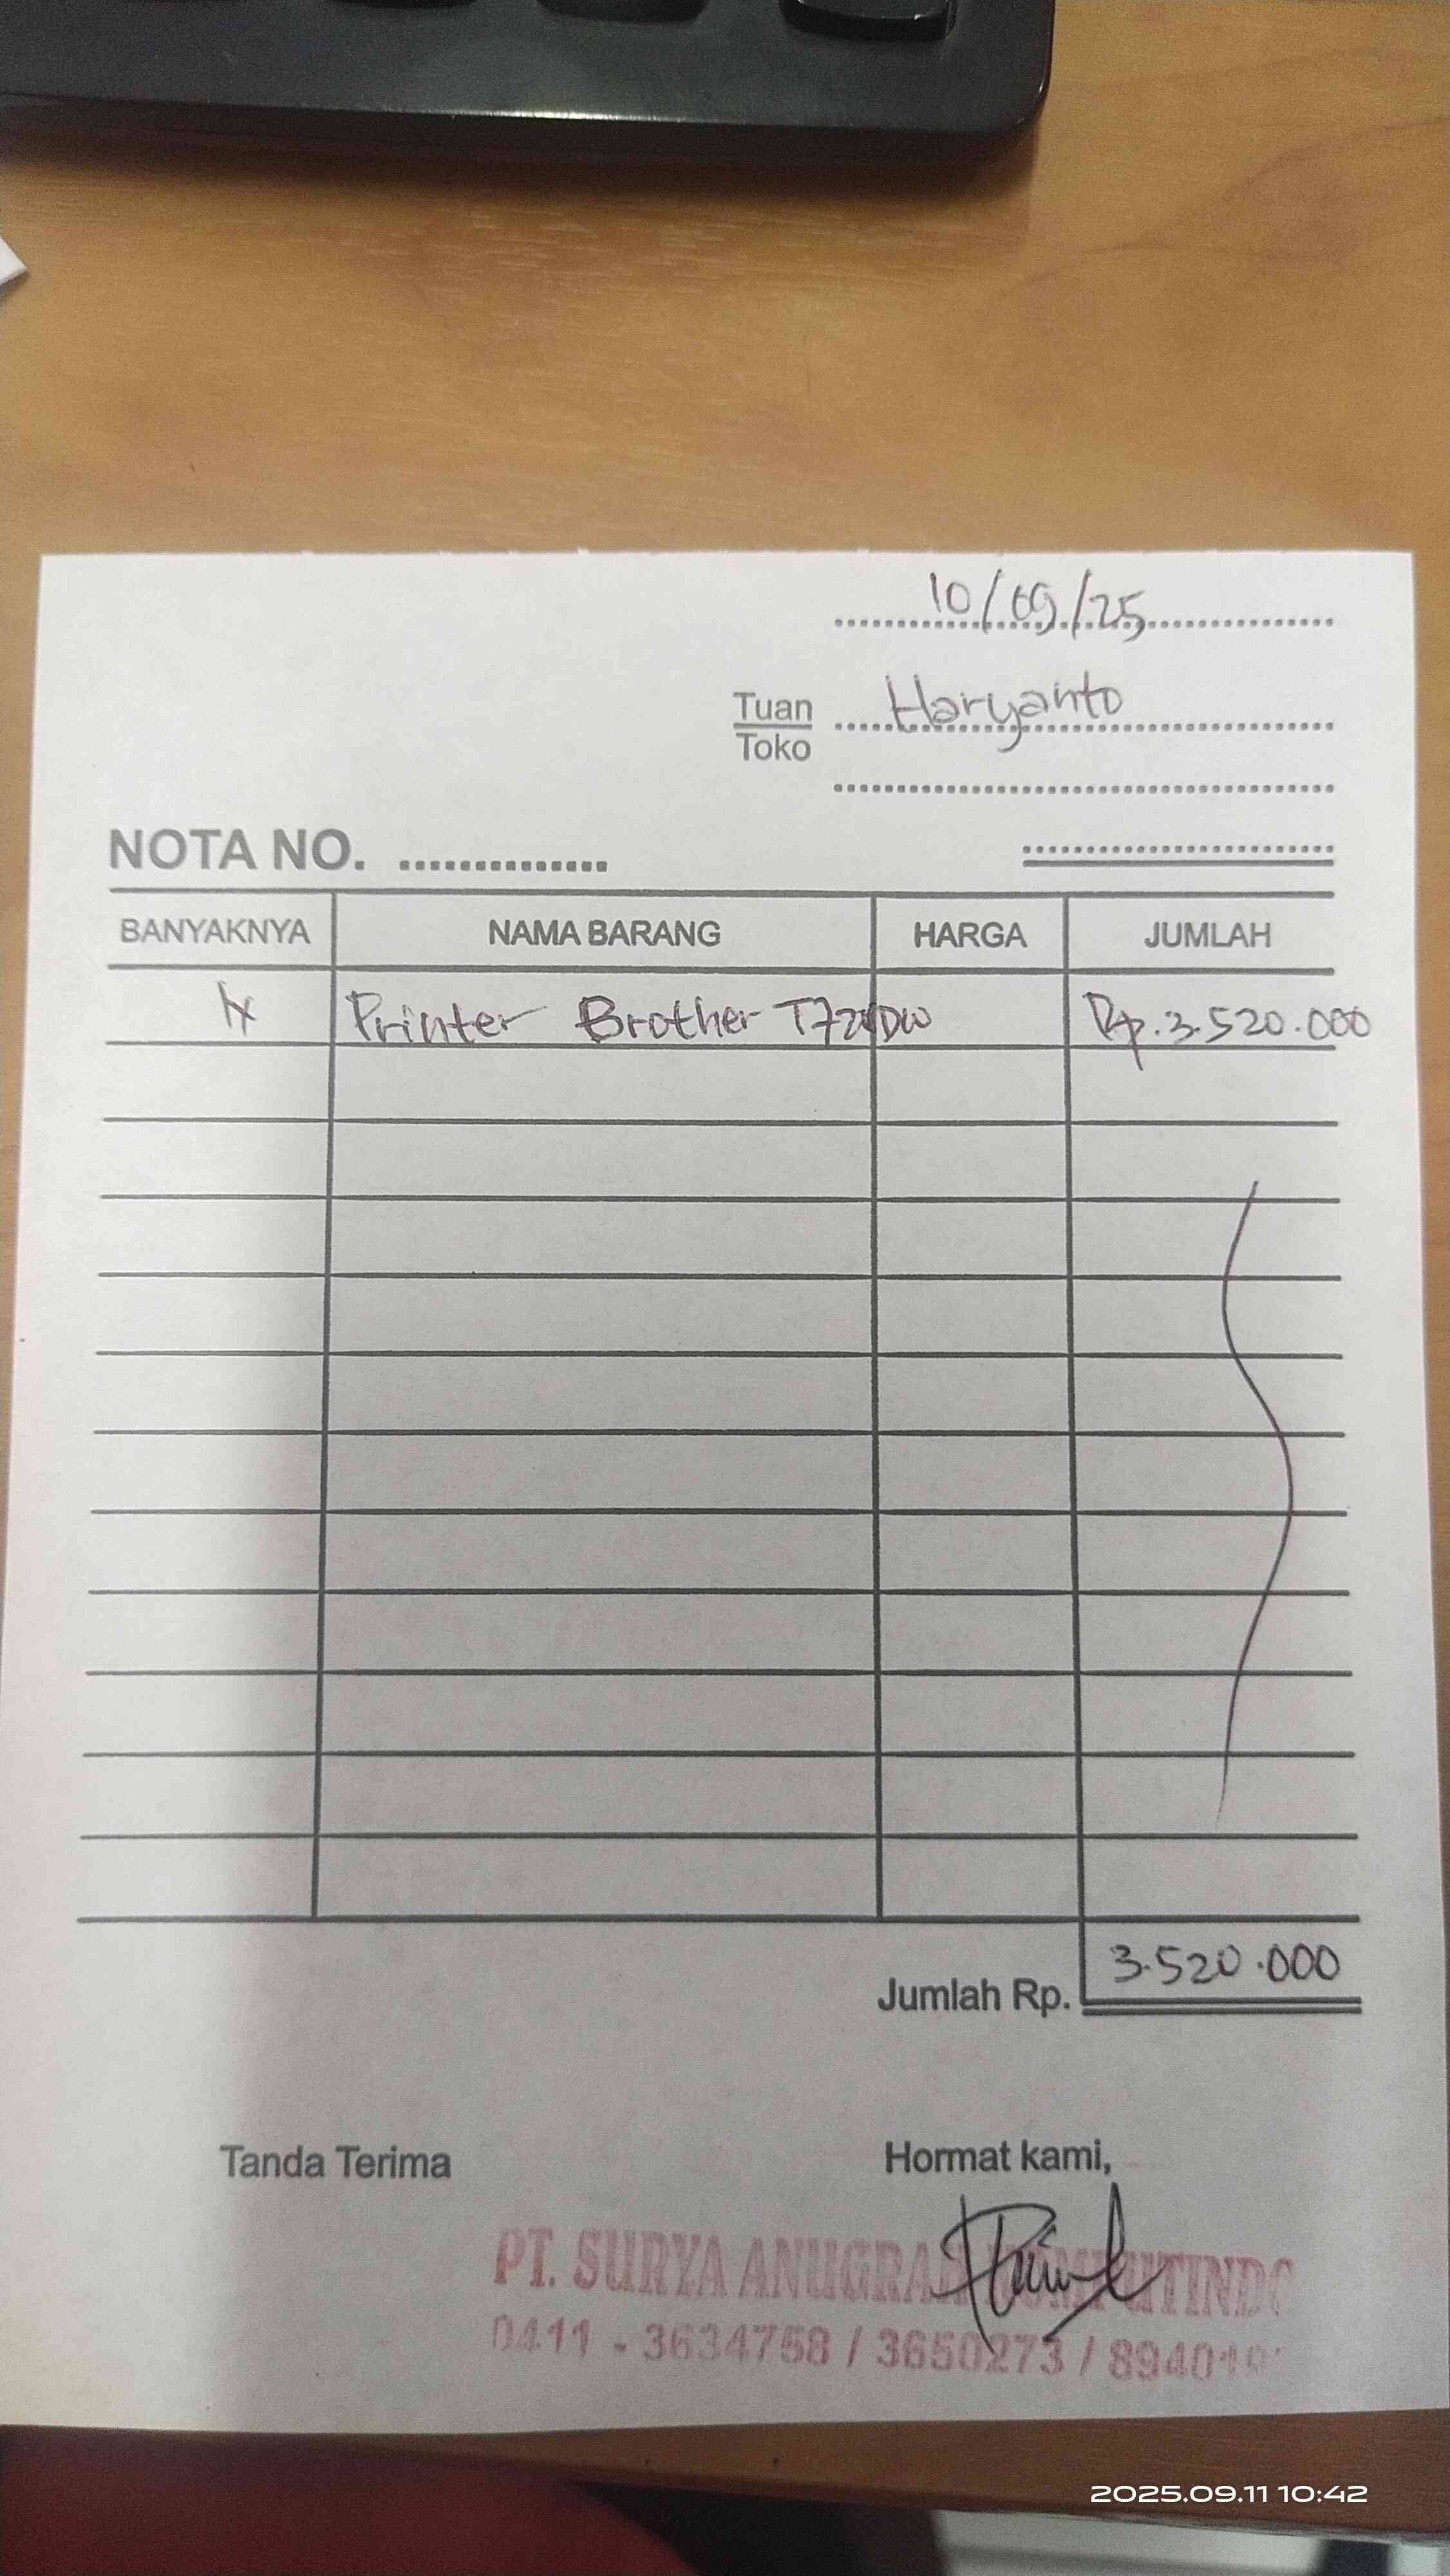 10/09/25
Tuan Haryanto
Toko
NOTA NO.
BANYAKNYA NAMA BARANG HARGA JUMLAH
1x Printer Brother Rp.3.520.000
Jumlah Rp. 3.520.000
Tanda Terima Hormat kami,
PT. SURYA ANUGRAH KOMPUTINDO
0411 - 3634758 / 3650273 /
2025.09.11 10:42